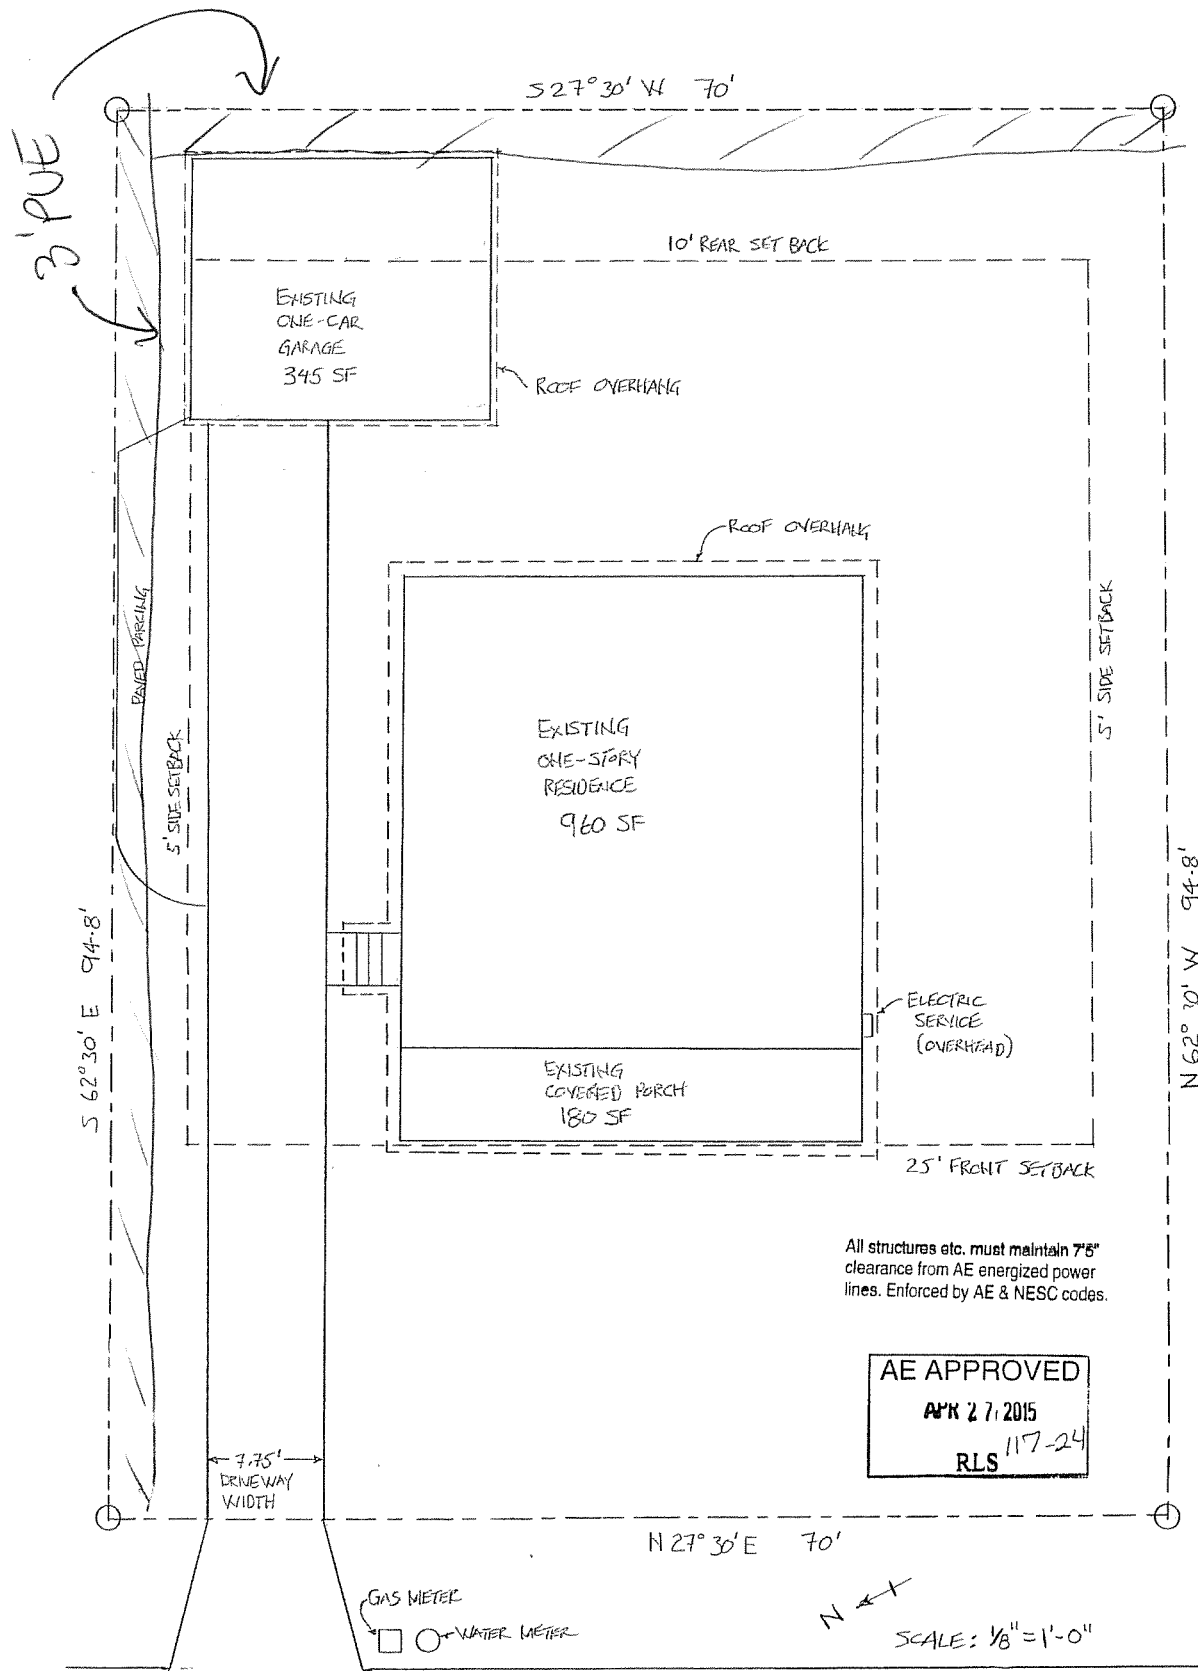 S 27°30' W 70'
3' PUE
10' REAR SET BACK
EXISTING
ONE-CAR
GARAGE
345 SF
ROOF OVERHANG
ROOF OVERHANG
PAVED PARKING
5' SIDE SETBACK
5' SIDE SETBACK
EXISTING
ONE-STORY
RESIDENCE
960 SF
S 62°30' E 94.8'
N 62°30' W 94.8'
ELECTRIC
SERVICE
(OVERHEAD)
EXISTING
COVERED PORCH
180 SF
25' FRONT SETBACK
All structures etc. must maintain 7'5"
clearance from AE energized power
lines. Enforced by AE & NESC codes.
AE APPROVED
APR 27, 2015
117-24
RLS
7.75'
DRIVEWAY
WIDTH
N 27°30' E 70'
GAS METER
WATER METER
N
SCALE: 1/8" = 1'-0"